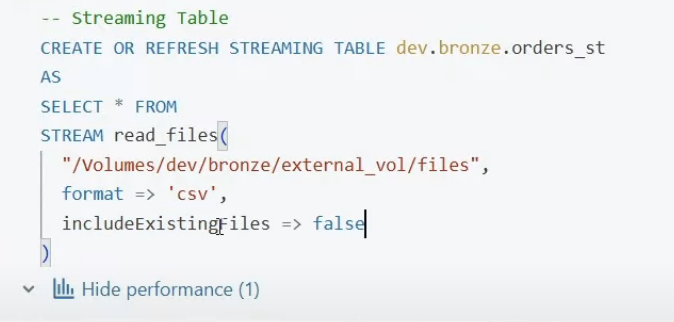 -- Streaming Table
CREATE OR REFRESH STREAMING TABLE dev.bronze.orders_st
AS
SELECT * FROM
STREAM read_files(
"/Volumes/dev/bronze/external_vol/files",
format => 'csv',
includeExistingFiles => false
)
Hide performance (1)